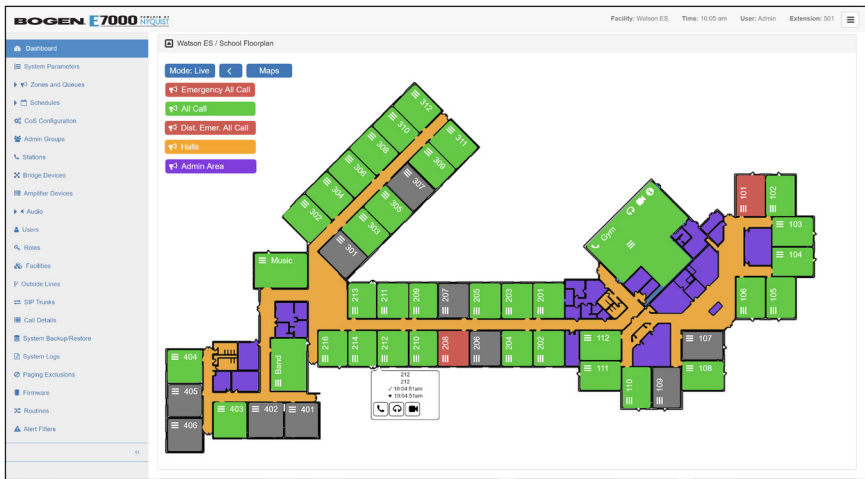 BOGEN E7000 POWERED BY NYQUIST
Facility: Watson ES Time: 10:05 am User: Admin Extension: 501
Dashboard
System Parameters
Zones and Queues
Schedules
CoS Configuration
Admin Groups
Stations
Bridge Devices
Amplifier Devices
Audio
Users
Roles
Facilities
Outside Lines
SIP Trunks
Call Details
System Backup/Restore
System Logs
Paging Exclusions
Firmware
Routines
Alert Filters
Watson ES / School Floorplan
Mode: Live < Maps
Emergency All Call
All Call
Dist. Emer. All Call
Halls
Admin Area
312
310
308
306
304
302
311
309
307
305
303
301
Music
Gym
101
102
103
104
105
106
213
211
209
207
205
203
201
216
214
212
210
208
206
204
202
112
111
110
109
107
108
Band
404
405
406
403
402
401
212
212
✓ 10:04:51am
★ 10:04:51am